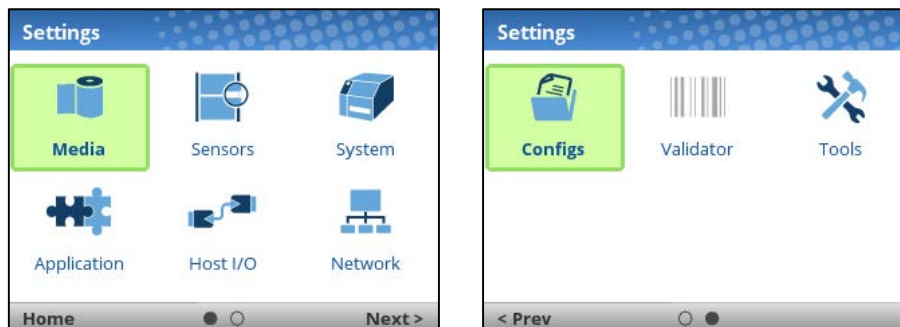 Settings
Media Sensors System
Application Host I/O Network
Home Next >
Settings
Configs Validator Tools
< Prev